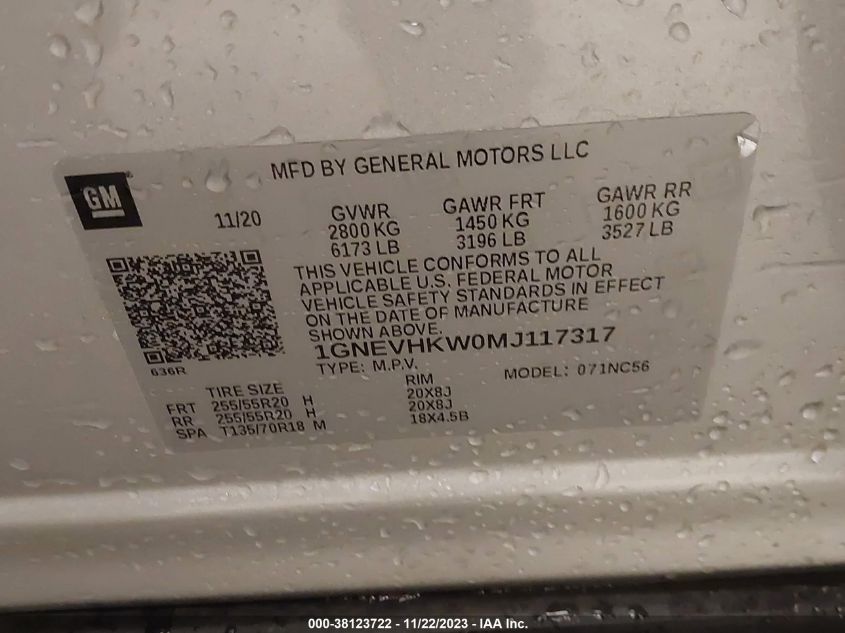 MFD BY GENERAL MOTORS LLC
GM
11/20
GVWR GAWR FRT GAWR RR
2800 KG 1450 KG 1600 KG
6173 LB 3196 LB 3527 LB
THIS VEHICLE CONFORMS TO ALL
APPLICABLE U.S. FEDERAL MOTOR
VEHICLE SAFETY STANDARDS IN EFFECT
ON THE DATE OF MANUFACTURE
SHOWN ABOVE.
1GNEVHKW0MJ117317
636R
TYPE: M.P.V. MODEL: 071NC56
TIRE SIZE RIM
FRT 255/55R20 H 20X8J
RR 255/55R20 H 20X8J
SPA T135/70R18 M 18X4.5B
000-38123722 - 11/22/2023 - IAA Inc.